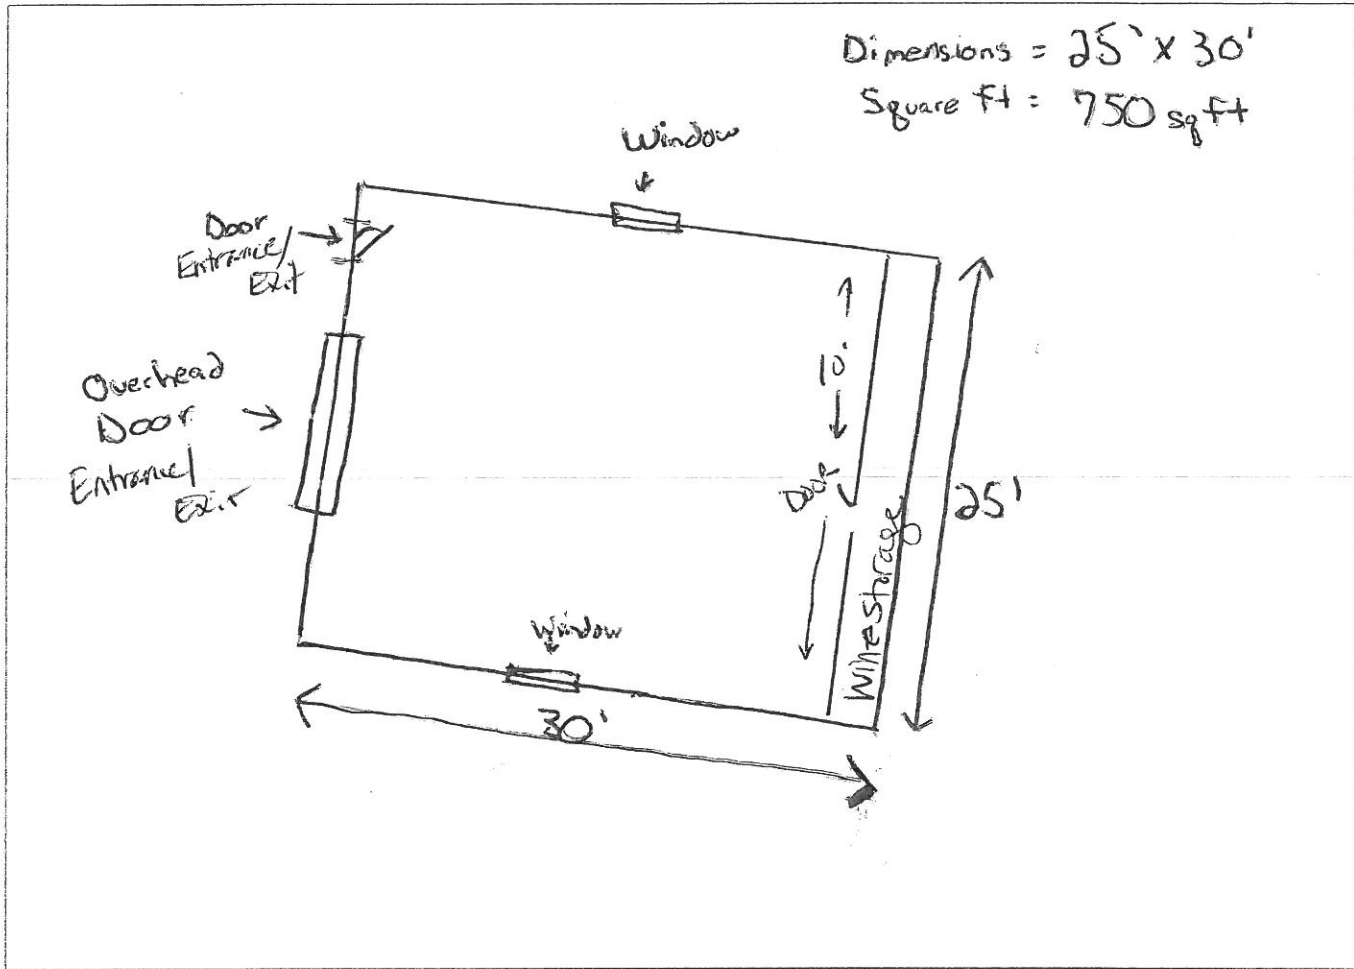 Dimensions = 25' x 30'
Square ft = 750 sq ft
Window
Door
Entrance/
Exit
Overhead
Door
Entrance/
Exit
10'
Door
Wine Storage
25'
Window
30'